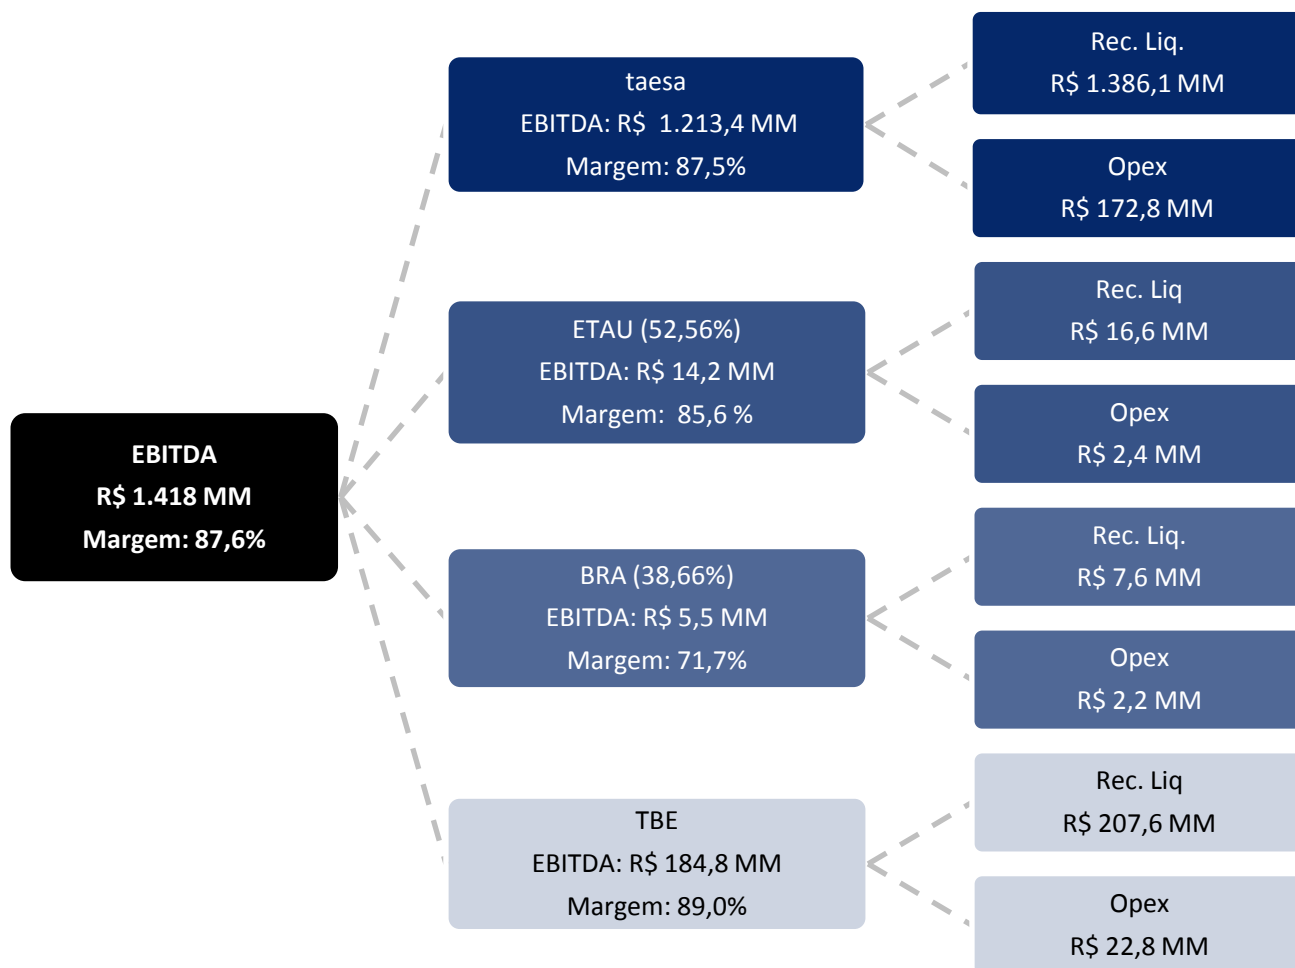 EBITDA
R$ 1.418 MM
Margem: 87,6%
taesa
EBITDA: R$  1.213,4 MM
Margem: 87,5%
Rec. Liq.
R$ 1.386,1 MM
Opex
R$ 172,8 MM
ETAU (52,56%)
EBITDA: R$ 14,2 MM
Margem:  85,6 %
Rec. Liq
R$ 16,6 MM
Opex
R$ 2,4 MM
BRA (38,66%)
EBITDA: R$ 5,5 MM
Margem: 71,7%
Rec. Liq.
R$ 7,6 MM
Opex
R$ 2,2 MM
TBE
EBITDA: R$ 184,8 MM
Margem: 89,0%
Rec. Liq
R$ 207,6 MM
Opex
R$ 22,8 MM